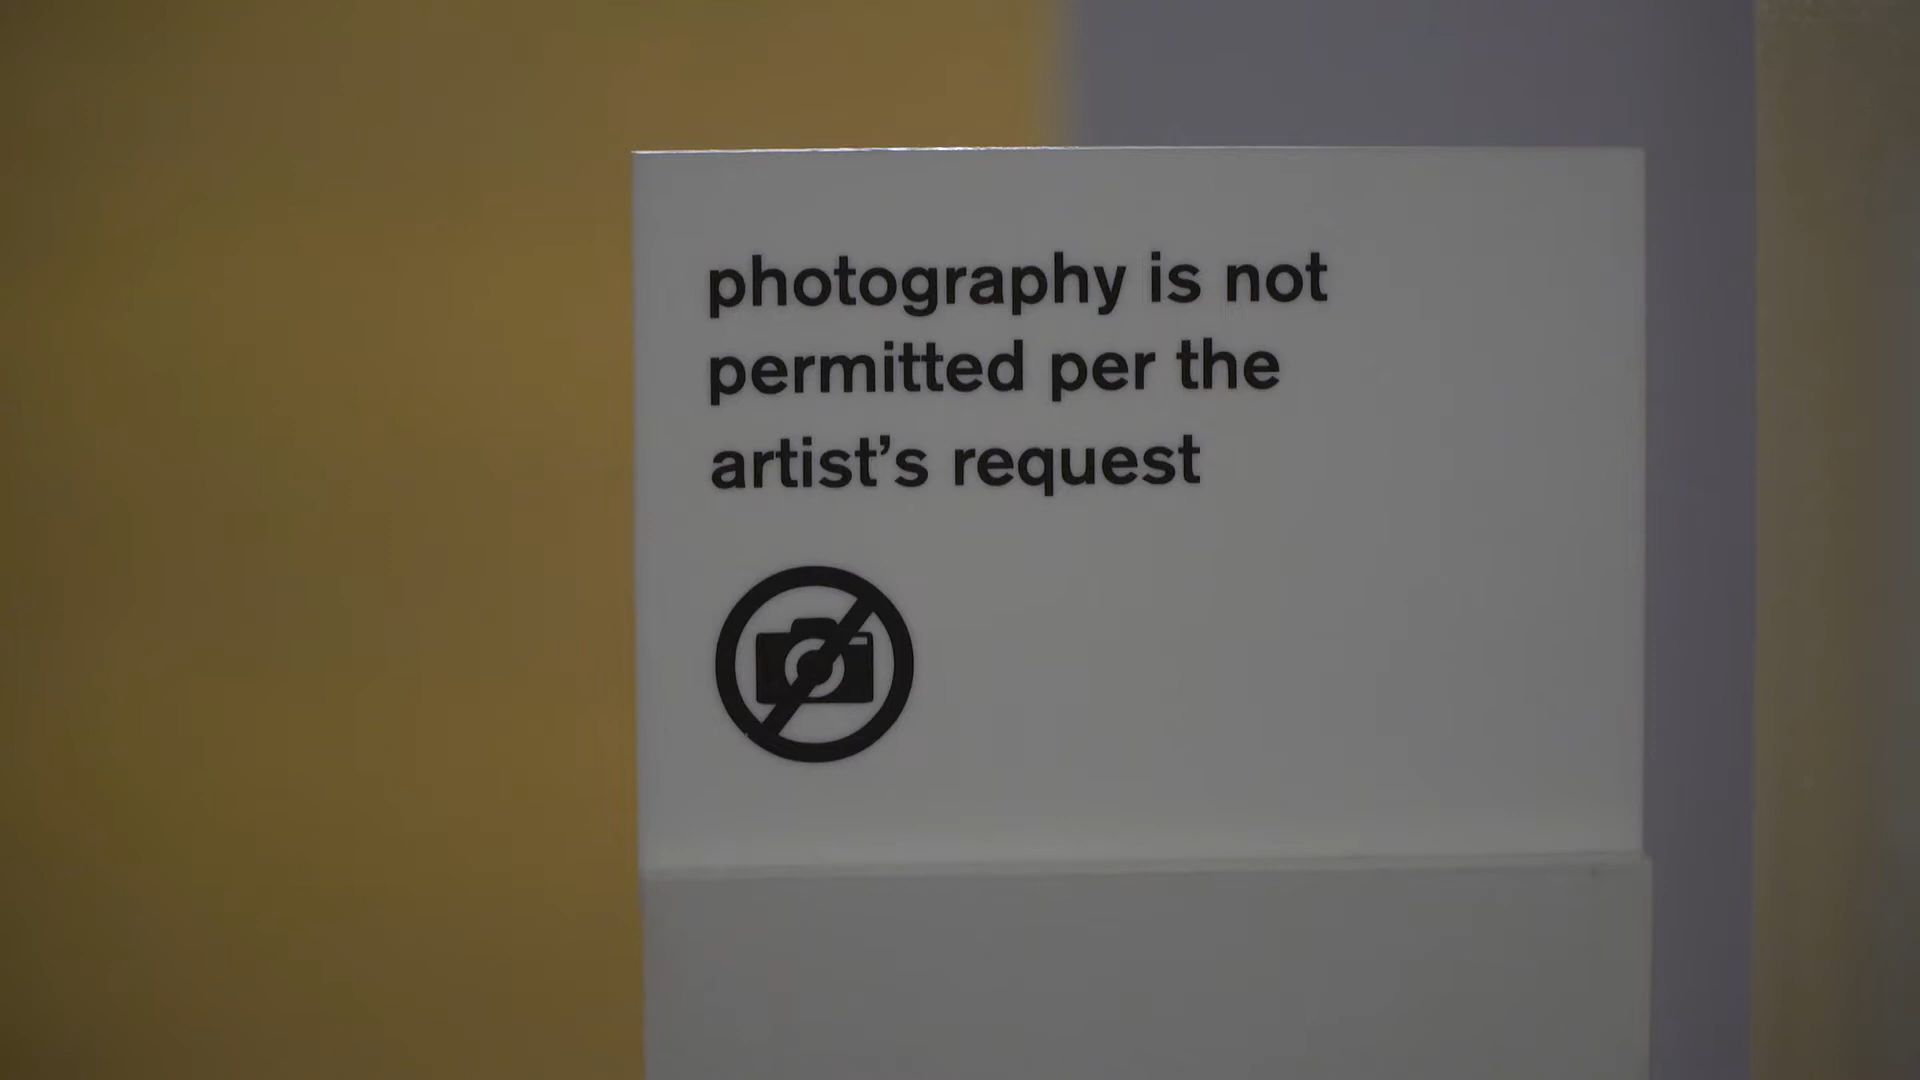 photography is not
permitted per the
artist’s request